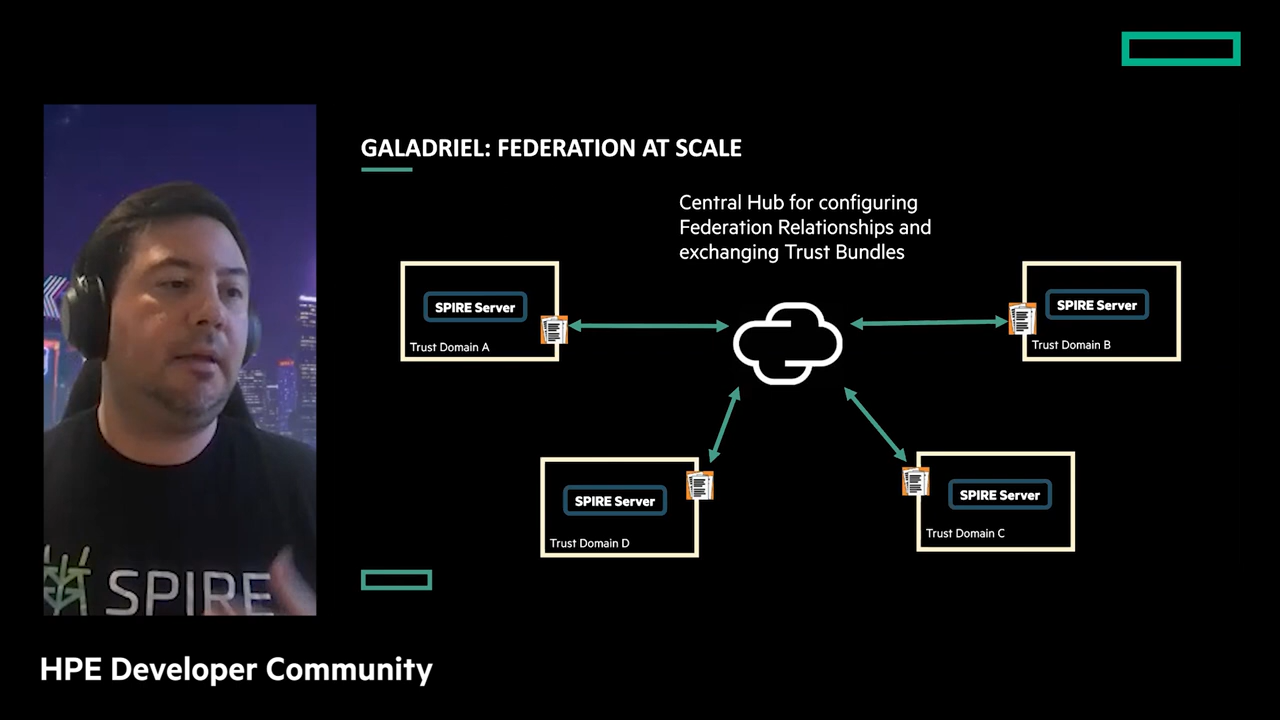 GALADRIEL: FEDERATION AT SCALE
Central Hub for configuring
Federation Relationships and
exchanging Trust Bundles
SPIRE Server
Trust Domain A
SPIRE Server
Trust Domain B
SPIRE Server
Trust Domain D
SPIRE Server
Trust Domain C
SPIRE
HPE Developer Community